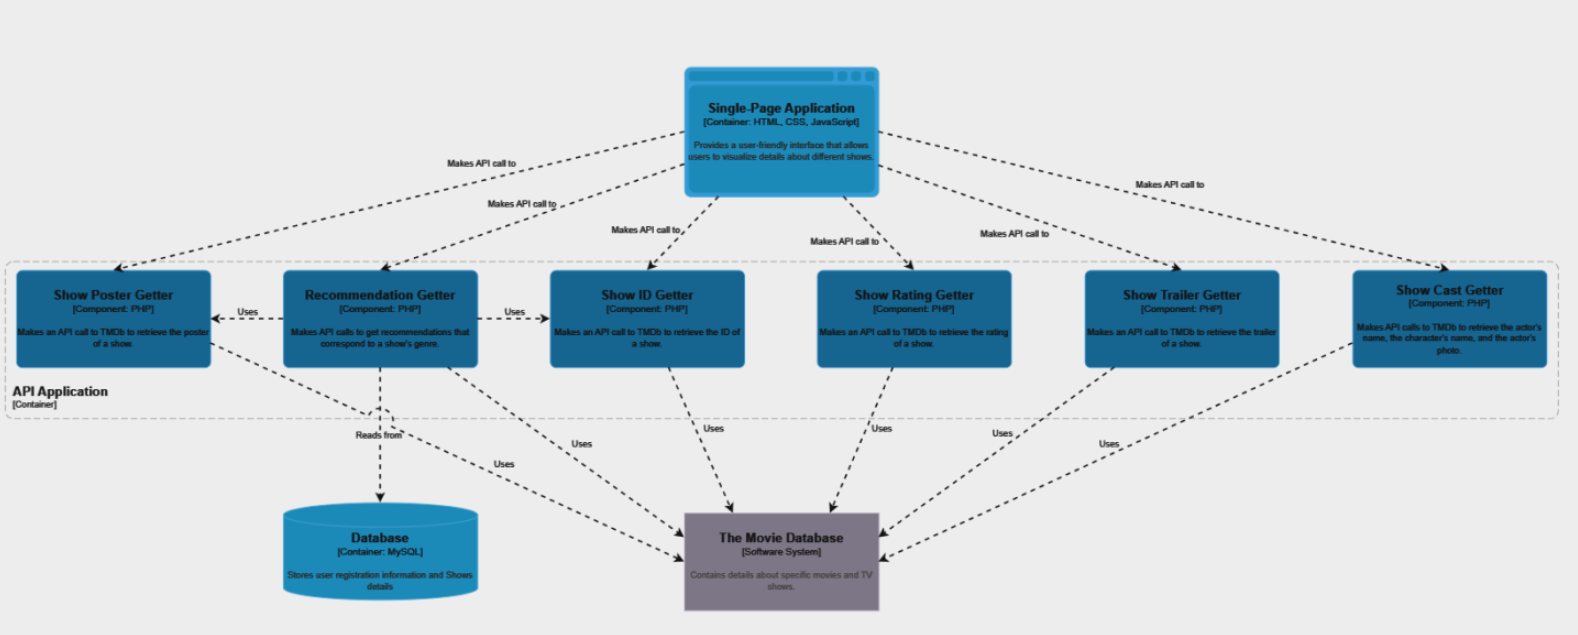 Single-Page Application
[Container: HTML, CSS, JavaScript]
Provides a user-friendly interface that allows
users to visualize details about different shows.
Makes API call to
Makes API call to
Makes API call to
Makes API call to
Makes API call to
Makes API call to
Show Poster Getter
[Component: PHP]
Makes an API call to TMDb to retrieve the poster
of a show.
Uses
Recommendation Getter
[Component: PHP]
Makes API calls to get recommendations that
correspond to a show's genre.
Uses
Show ID Getter
[Component: PHP]
Makes an API call to TMDb to retrieve the ID of
a show.
Show Rating Getter
[Component: PHP]
Makes an API call to TMDb to retrieve the rating
of a show.
Show Trailer Getter
[Component: PHP]
Makes an API call to TMDb to retrieve the trailer
of a show.
Show Cast Getter
[Component: PHP]
Makes API calls to TMDb to retrieve the actor's
name, the character's name, and the actor's
photo.
API Application
[Container]
Reads from
Uses
Uses
Uses
Uses
Uses
Uses
Database
[Container: MySQL]
Stores user registration information and Shows
details
The Movie Database
[Software System]
Contains details about specific movies and TV
shows.